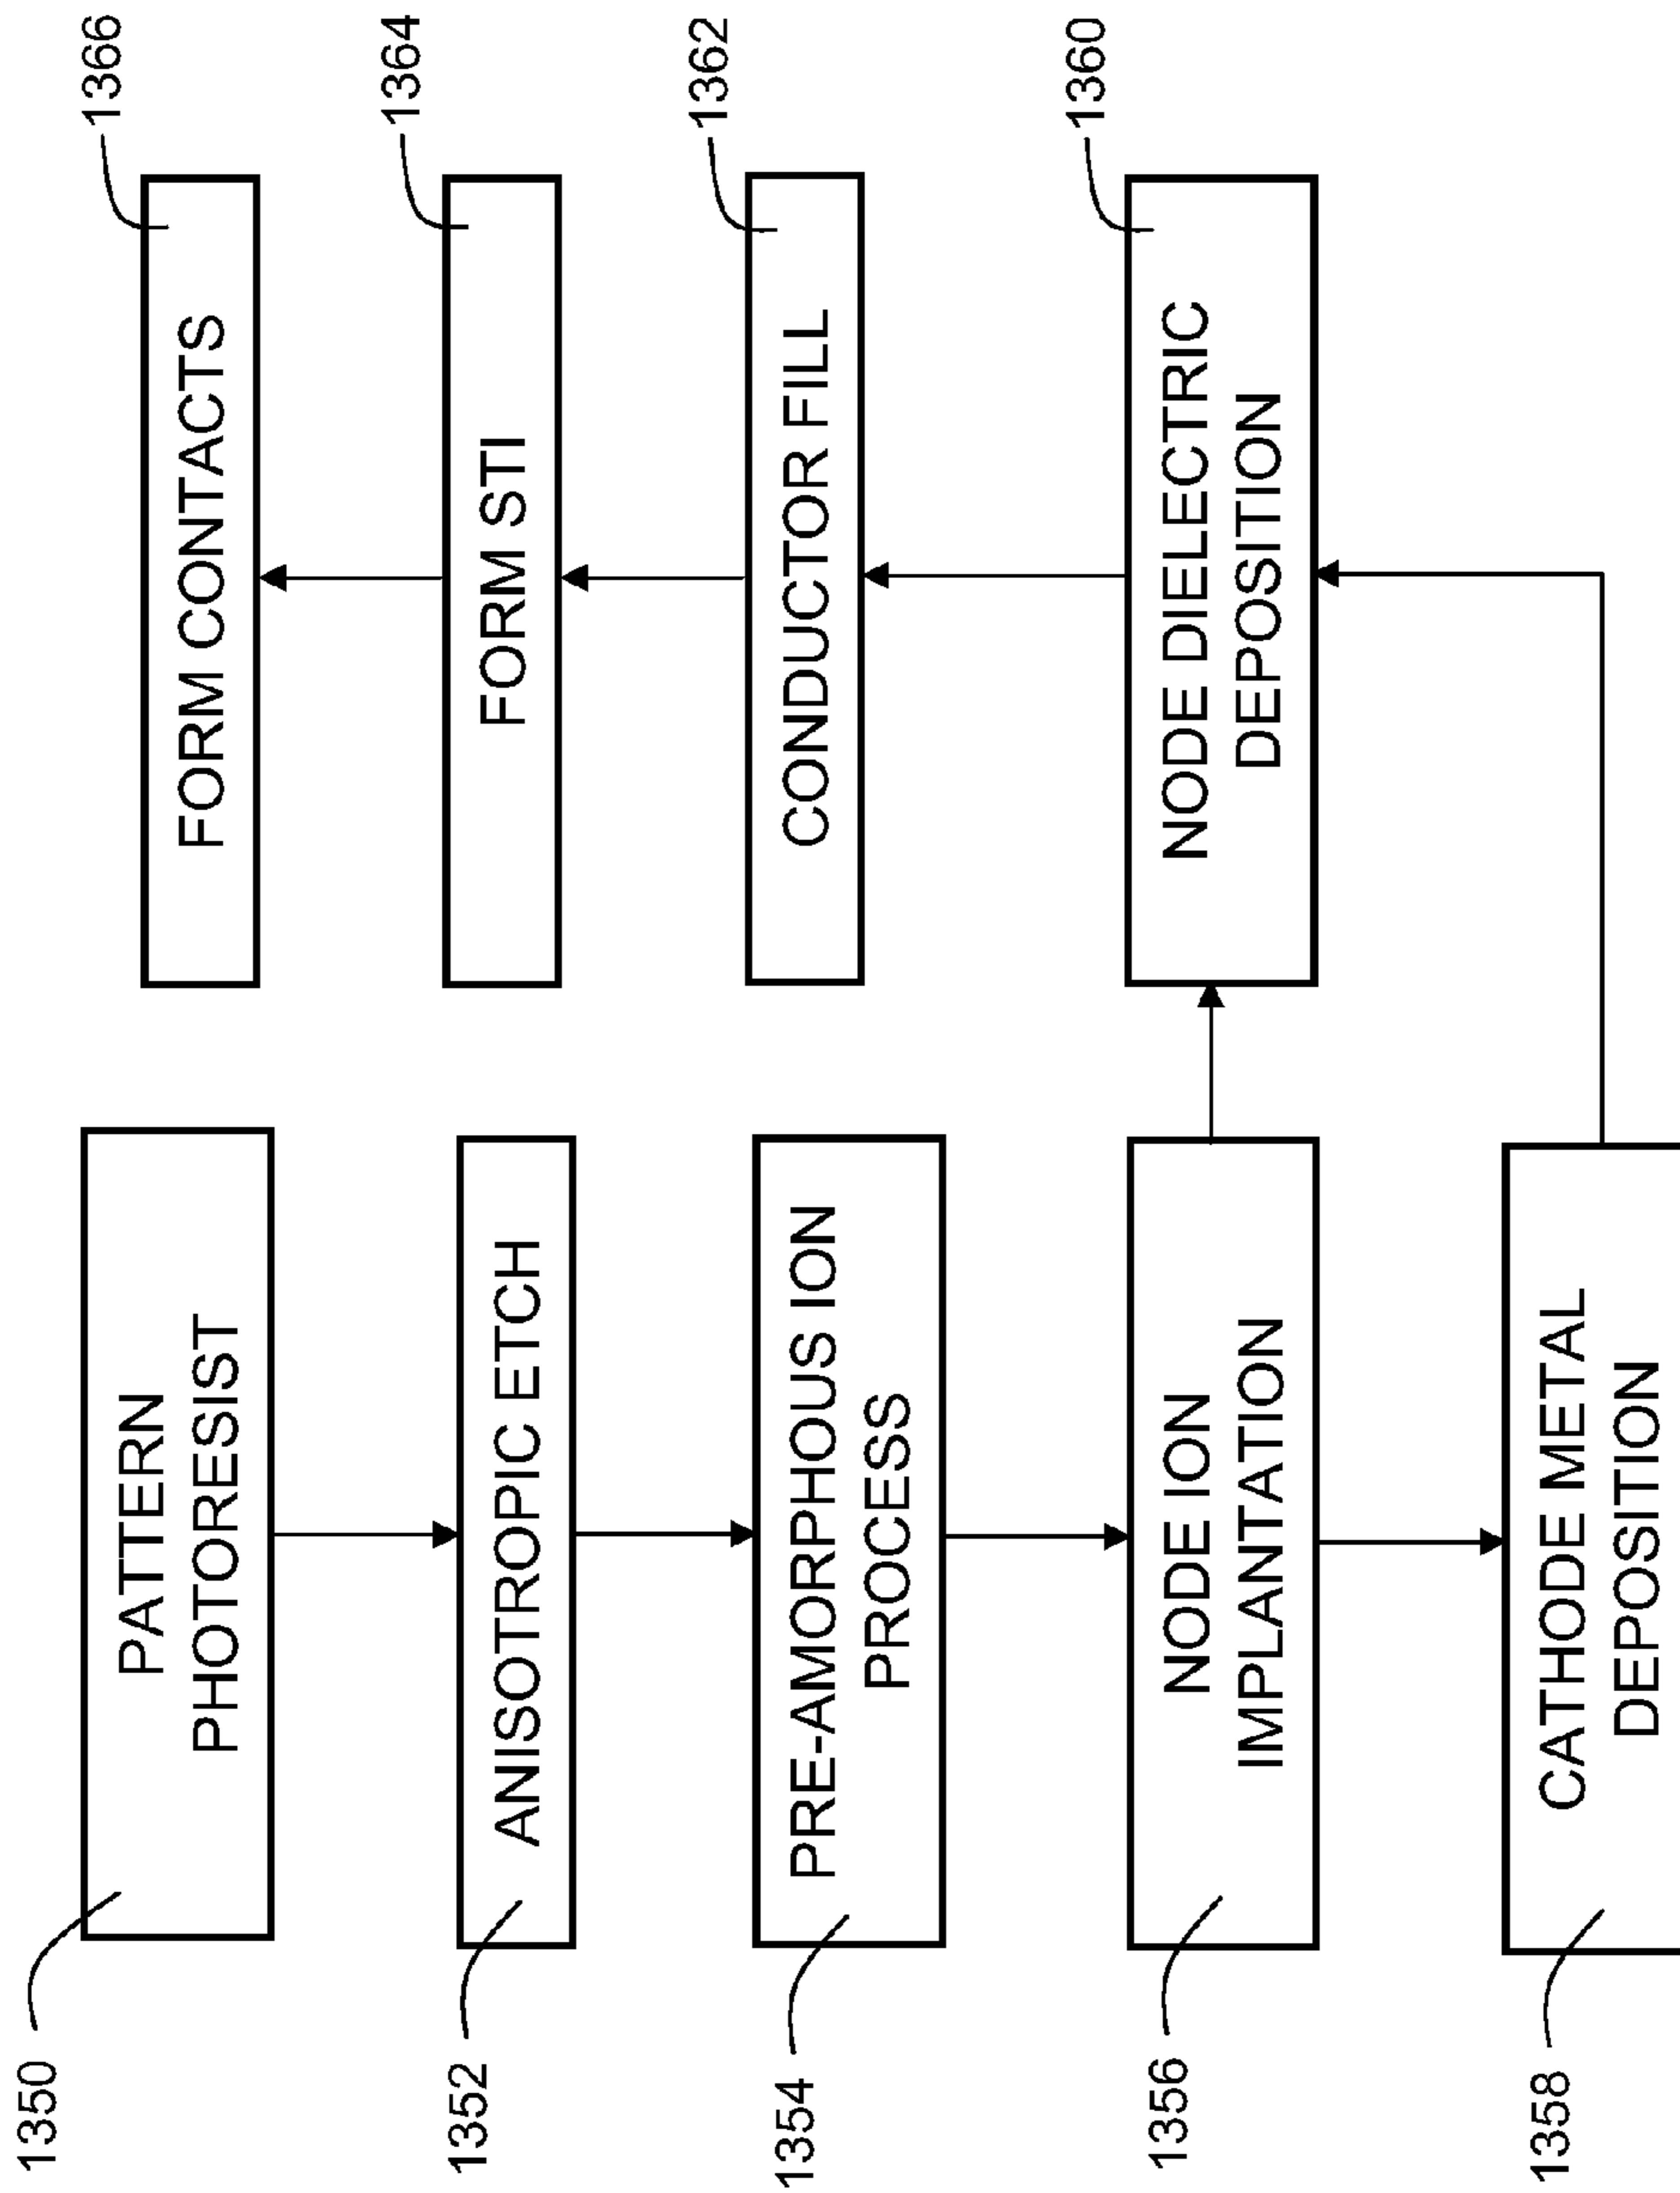 1350
PATTERN
PHOTORESIST
1352
ANISOTROPIC ETCH
1354
PRE-AMORPHOUS ION
PROCESS
1356
NODE ION
IMPLANTATION
1358
CATHODE METAL
DEPOSITION
1366
FORM CONTACTS
1364
FORM STI
1362
CONDUCTOR FILL
1360
NODE DIELECTRIC
DEPOSITION